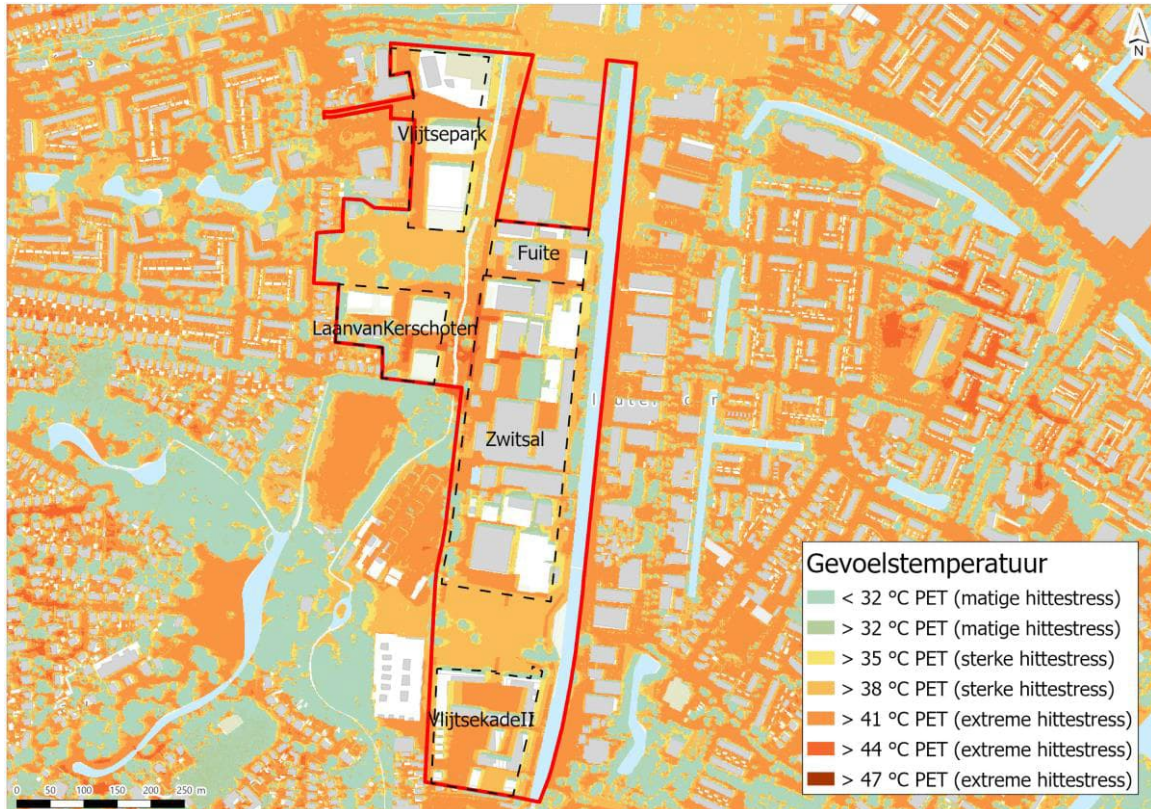 N
Vlijtsepark
Fuite
LaanvanKerschoten
Zwitsal
VlijtsekadeII
Gevoelstemperatuur
< 32 °C PET (matige hittestress)
> 32 °C PET (matige hittestress)
> 35 °C PET (sterke hittestress)
> 38 °C PET (sterke hittestress)
> 41 °C PET (extreme hittestress)
> 44 °C PET (extreme hittestress)
> 47 °C PET (extreme hittestress)
0 50 100 150 200 250 m